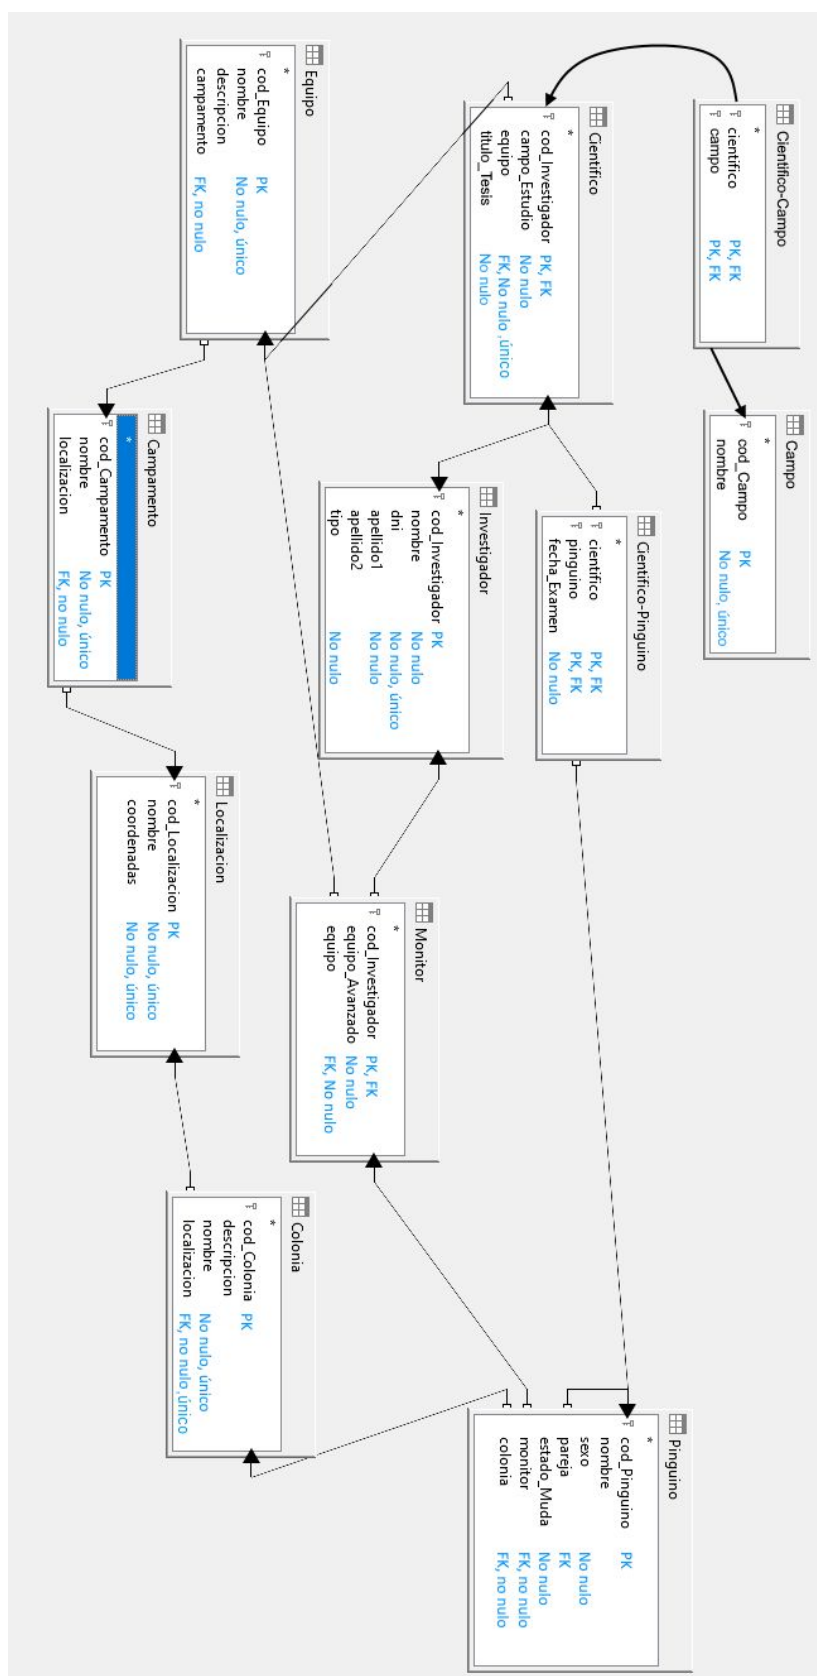 Cientifico-Campo
*
cientifico PK, FK
campo PK, FK
Campo
*
cod_Campo PK
nombre No nulo, único
Cientifico
*
cod_Investigador PK, FK
campo_Estudio No nulo
equipo FK, No nulo ,único
titulo_Tesis No nulo
Cientifico-Pinguino
*
cientifico PK, FK
pinguino PK, FK
fecha_Examen No nulo
Pinguino
*
cod_Pinguino PK
nombre
sexo No nulo
pareja FK
estado_Muda No nulo
monitor FK, no nulo
colonia FK, no nulo
Investigador
*
cod_Investigador PK
nombre No nulo
dni No nulo, único
apellido1 No nulo
apellido2
tipo No nulo
Monitor
*
cod_Investigador PK, FK
equipo_Avanzado No nulo
equipo FK, No nulo
Equipo
*
cod_Equipo PK
nombre No nulo, único
descripcion
campamento FK, no nulo
Colonia
*
cod_Colonia PK
descripcion
nombre No nulo, único
localizacion FK, no nulo,único
Localizacion
*
cod_Localizacion PK
nombre No nulo, único
coordenadas No nulo, único
Campamento
*
cod_Campamento PK
nombre No nulo, único
localizacion FK, no nulo